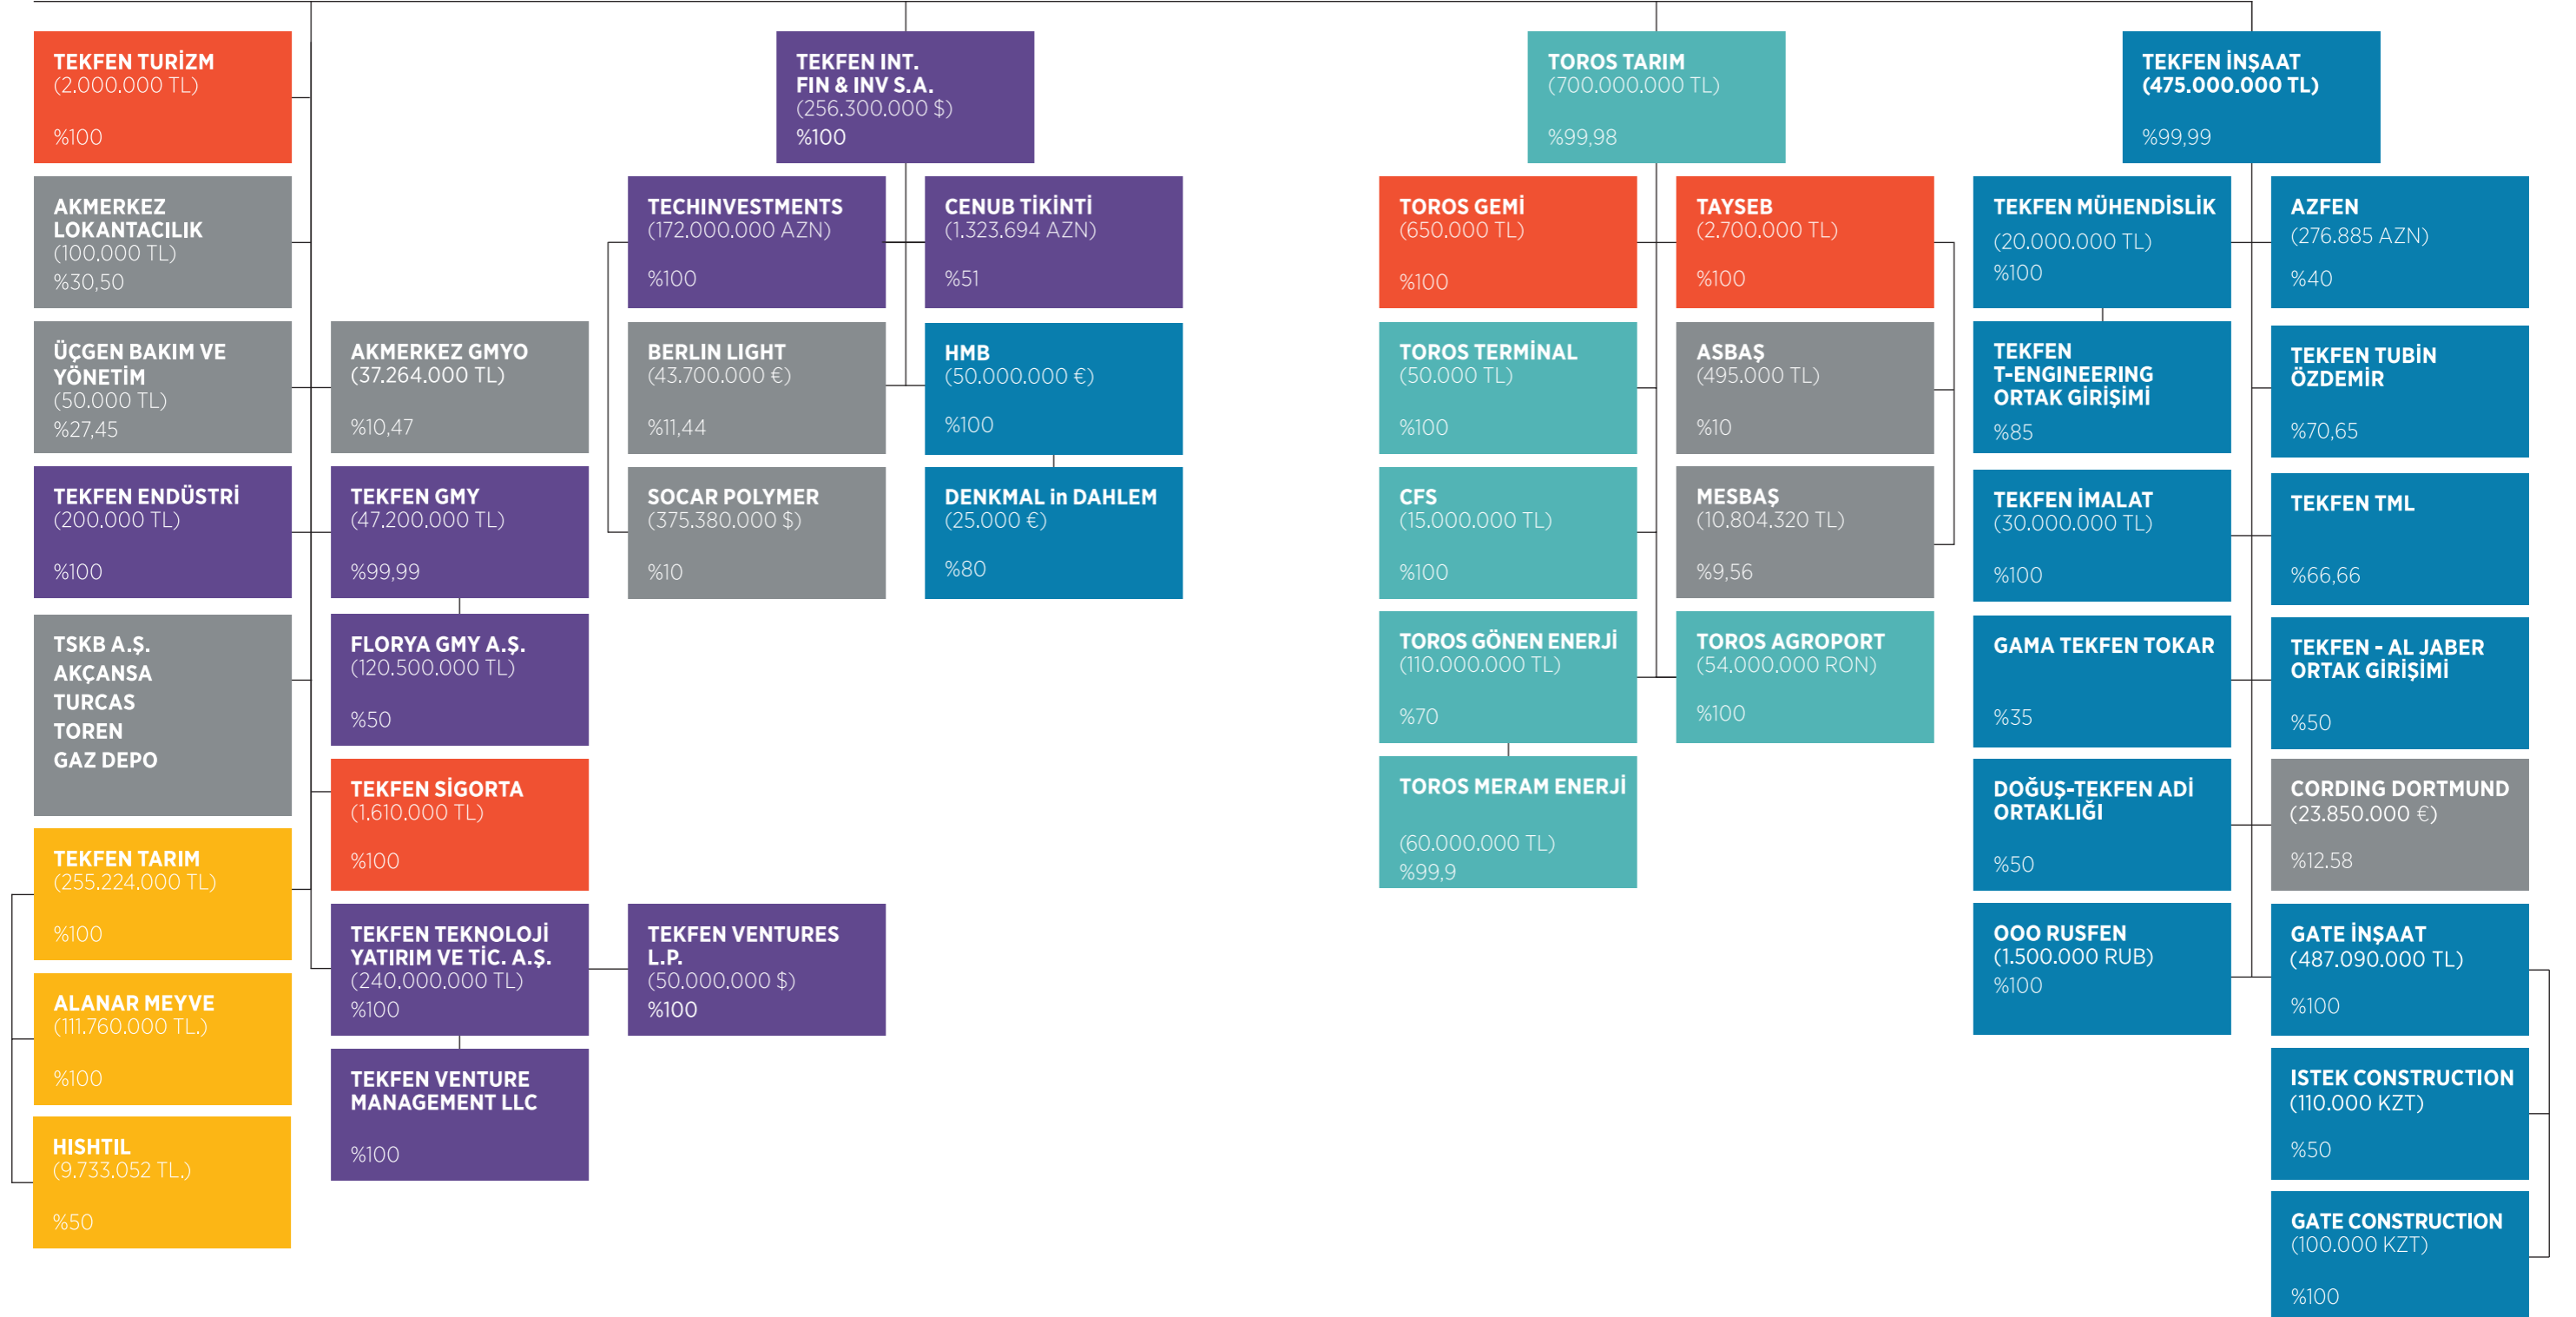 TEKFEN TURİZM
(2.000.000 TL)
%100
AKMERKEZ
LOKANTACILIK
(100.000 TL)
%30,50
ÜÇGEN BAKIM VE
YÖNETİM
(50.000 TL)
%27,45
TEKFEN ENDÜSTRİ
(200.000 TL)
%100
TSKB A.Ş.
AKÇANSA
TURCAS
TOREN
GAZ DEPO
TEKFEN TARIM
(255.224.000 TL)
%100
ALANAR MEYVE
(111.760.000 TL.)
%100
HISHTIL
(9.733.052 TL.)
%50
AKMERKEZ GMYO
(37.264.000 TL)
%10,47
TEKFEN GMY
(47.200.000 TL)
%99,99
FLORYA GMY A.Ş.
(120.500.000 TL)
%50
TEKFEN SİGORTA
(1.610.000 TL)
%100
TEKFEN TEKNOLOJİ
YATIRIM VE TİC. A.Ş.
(240.000.000 TL)
%100
TEKFEN VENTURE
MANAGEMENT LLC
%100
TEKFEN VENTURES
L.P.
(50.000.000 $)
%100
TEKFEN INT.
FIN & INV S.A.
(256.300.000 $)
%100
TECHINVESTMENTS
(172.000.000 AZN)
%100
BERLIN LIGHT
(43.700.000 €)
%11,44
SOCAR POLYMER
(375.380.000 $)
%10
CENUB TİKİNTİ
(1.323.694 AZN)
%51
HMB
(50.000.000 €)
%100
DENKMAL in DAHLEM
(25.000 €)
%80
TOROS TARIM
(700.000.000 TL)
%99,98
TOROS GEMİ
(650.000 TL)
%100
TOROS TERMİNAL
(50.000 TL)
%100
CFS
(15.000.000 TL)
%100
TOROS GÖNEN ENERJİ
(110.000.000 TL)
%70
TOROS MERAM ENERJİ
(60.000.000 TL)
%99,9
TAYSEB
(2.700.000 TL)
%100
ASBAŞ
(495.000 TL)
%10
MESBAŞ
(10.804.320 TL)
%9,56
TOROS AGROPORT
(54.000.000 RON)
%100
TEKFEN İNŞAAT
(475.000.000 TL)
%99,99
TEKFEN MÜHENDİSLİK
(20.000.000 TL)
%100
TEKFEN
T-ENGINEERING
ORTAK GİRİŞİMİ
%85
TEKFEN İMALAT
(30.000.000 TL)
%100
GAMA TEKFEN TOKAR
%35
DOĞUŞ-TEKFEN ADİ
ORTAKLIĞI
%50
OOO RUSFEN
(1.500.000 RUB)
%100
AZFEN
(276.885 AZN)
%40
TEKFEN TUBİN
ÖZDEMİR
%70,65
TEKFEN TML
%66,66
TEKFEN - AL JABER
ORTAK GİRİŞİMİ
%50
CORDING DORTMUND
(23.850.000 €)
%12.58
GATE İNŞAAT
(487.090.000 TL)
%100
ISTEK CONSTRUCTION
(110.000 KZT)
%50
GATE CONSTRUCTION
(100.000 KZT)
%100